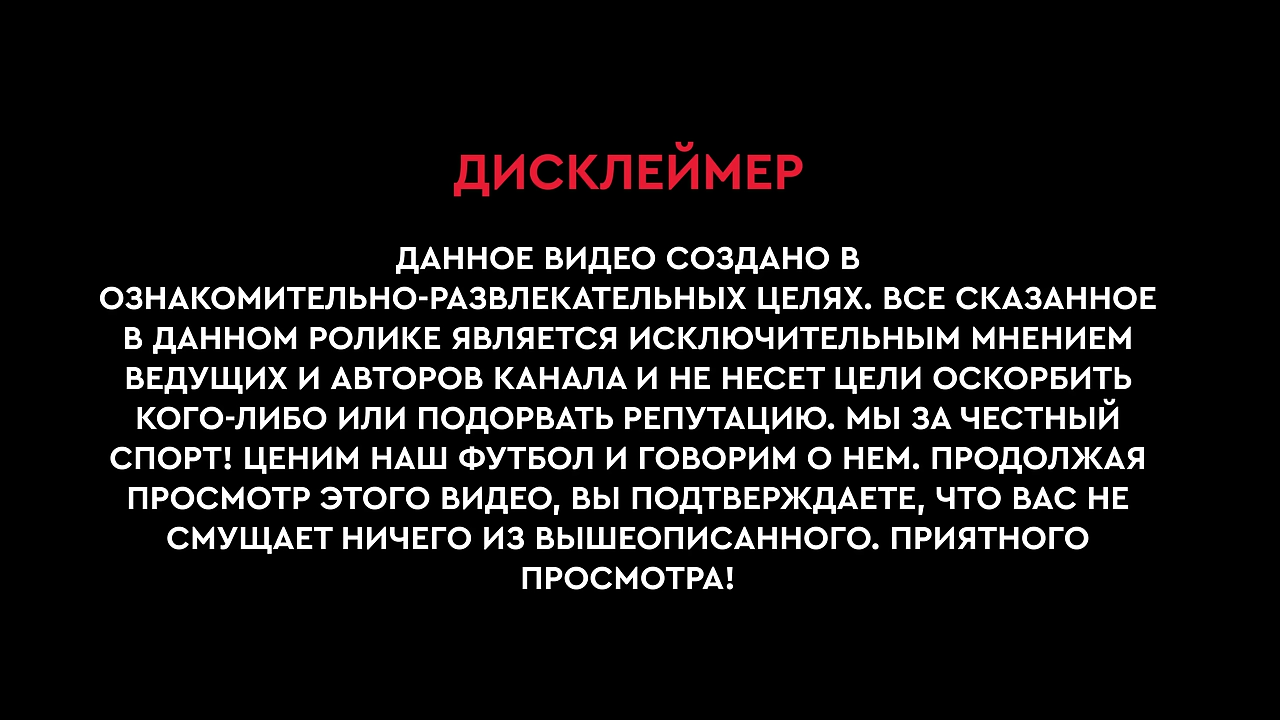 ДИСКЛЕЙМЕР
ДАННОЕ ВИДЕО СОЗДАНО В
ОЗНАКОМИТЕЛЬНО-РАЗВЛЕКАТЕЛЬНЫХ ЦЕЛЯХ. ВСЕ СКАЗАННОЕ
В ДАННОМ РОЛИКЕ ЯВЛЯЕТСЯ ИСКЛЮЧИТЕЛЬНЫМ МНЕНИЕМ
ВЕДУЩИХ И АВТОРОВ КАНАЛА И НЕ НЕСЕТ ЦЕЛИ ОСКОРБИТЬ
КОГО-ЛИБО ИЛИ ПОДОРВАТЬ РЕПУТАЦИЮ. МЫ ЗА ЧЕСТНЫЙ
СПОРТ! ЦЕНИМ НАШ ФУТБОЛ И ГОВОРИМ О НЕМ. ПРОДОЛЖАЯ
ПРОСМОТР ЭТОГО ВИДЕО, ВЫ ПОДТВЕРЖДАЕТЕ, ЧТО ВАС НЕ
СМУЩАЕТ НИЧЕГО ИЗ ВЫШЕОПИСАННОГО. ПРИЯТНОГО
ПРОСМОТРА!